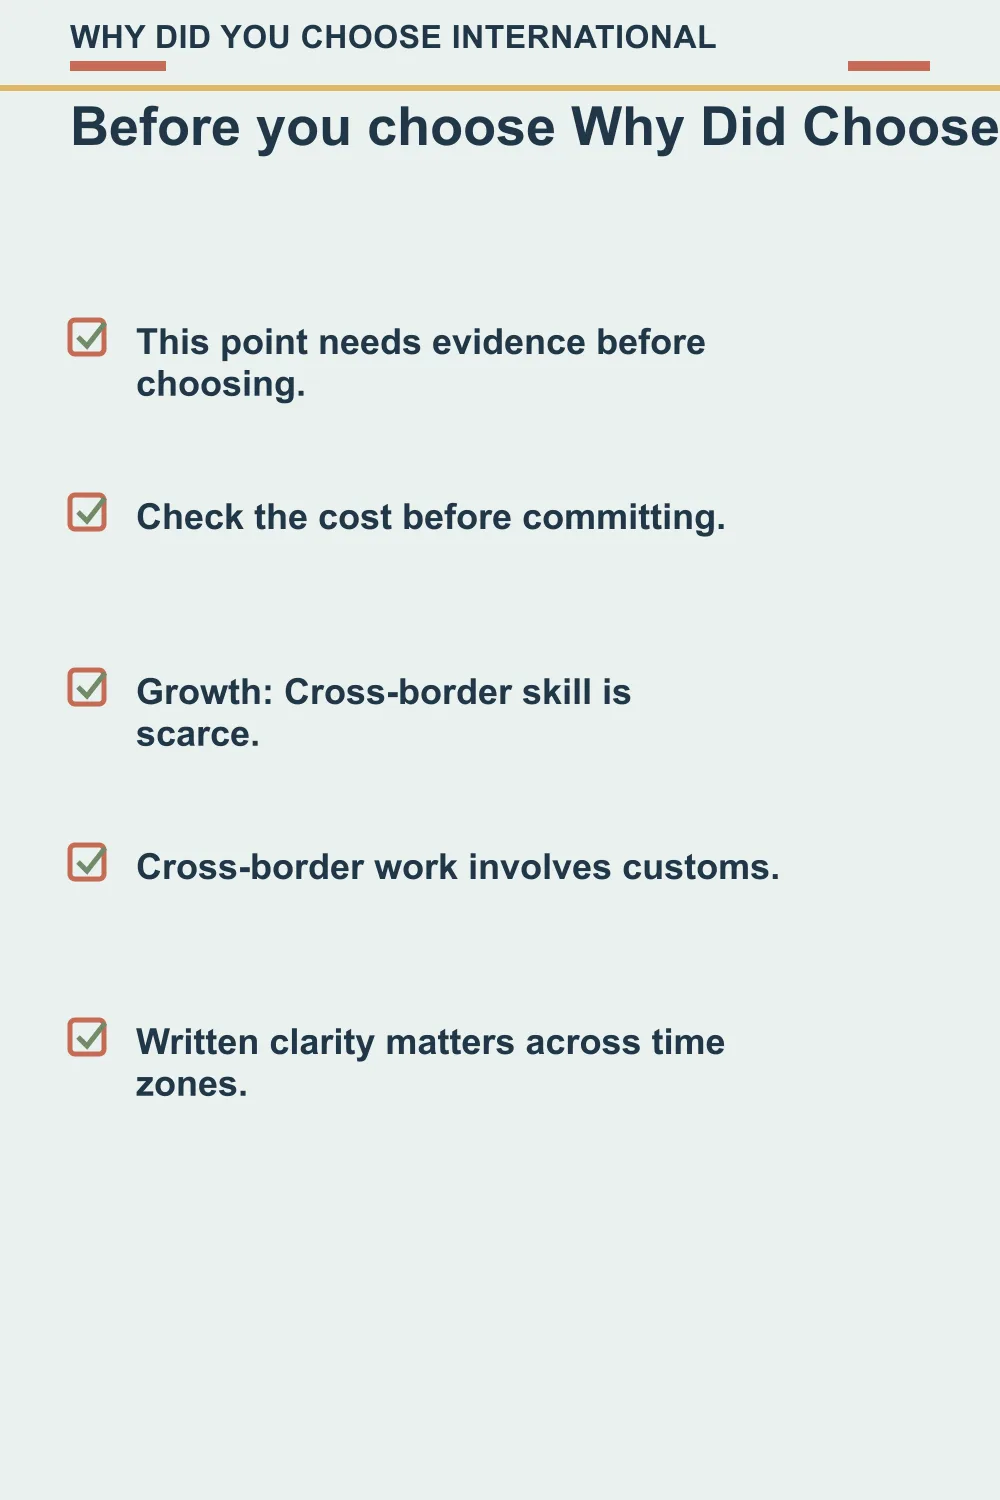 WHY DID YOU CHOOSE INTERNATIONAL
Before you choose Why Did Choose
This point needs evidence before
choosing.
Check the cost before committing.
Growth: Cross-border skill is
scarce.
Cross-border work involves customs.
Written clarity matters across time
zones.